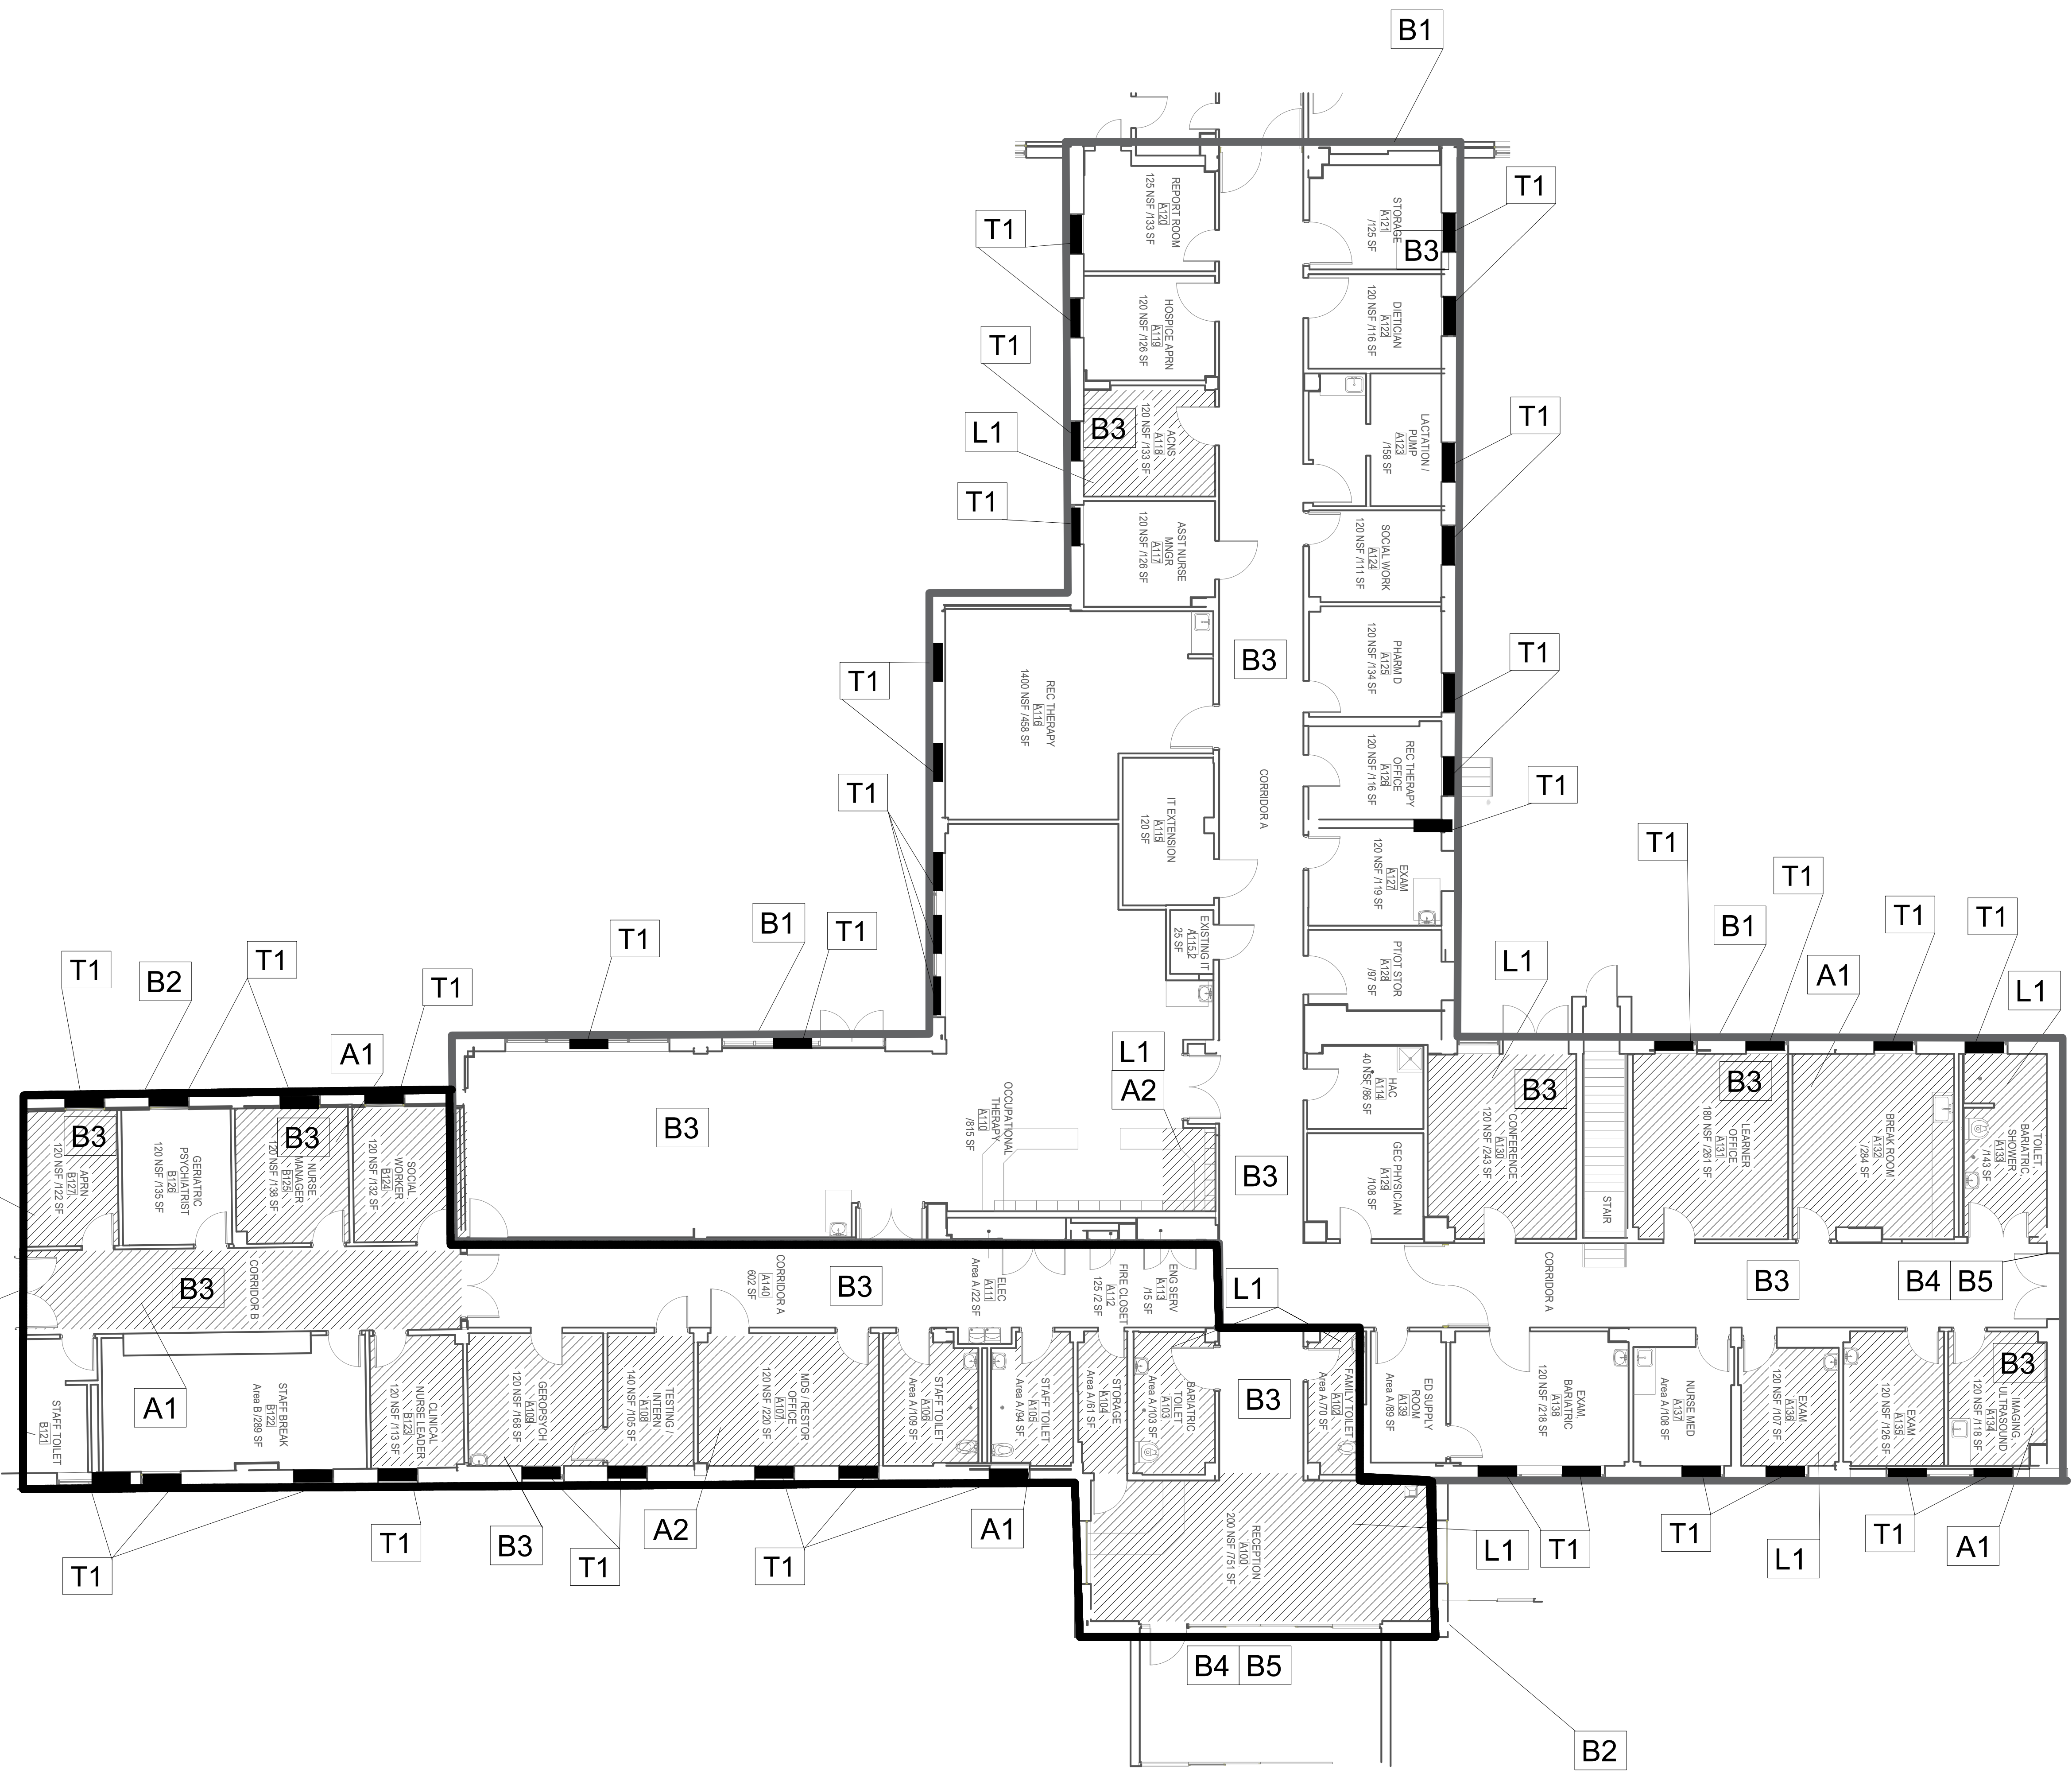 B1
T1
T1
REPORT ROOM
A120
125 NSF /133 SF
STORAGE
A121
/125 SF
B3
HOSPICE APRN
A119
120 NSF /126 SF
DIETICIAN
A122
120 NSF /116 SF
T1
T1
L1
B3
ACNS
A118
120 NSF /133 SF
LACTATION /
PUMP
A123
/158 SF
T1
ASST NURSE
MNGR
A117
120 NSF /126 SF
SOCIAL WORK
A124
120 NSF /111 SF
T1
T1
B3
REC THERAPY
A116
1400 NSF /458 SF
PHARM D
A125
120 NSF /134 SF
REC THERAPY
OFFICE
A126
120 NSF /116 SF
T1
T1
CORRIDOR A
IT EXTENSION
A115
120 SF
EXAM
A127
120 NSF /119 SF
T1
T1
T1
T1
B1
T1
B1
T1
EXISTING IT
A115.2
25 SF
PT/OT STOR
A128
/97 SF
L1
A1
L1
T1
B2
T1
T1
A1
L1
A2
HAC
A114
40 NSF /86 SF
B3
B3
B3
B3
B3
OCCUPATIONAL
THERAPY
A110
/815 SF
B3
GEC PHYSICIAN
A129
/108 SF
CONFERENCE
A130
120 NSF /243 SF
STAIR
LEARNER
OFFICE
A131
180 NSF /261 SF
BREAK ROOM
A132
/284 SF
TOILET,
BARIATRIC,
SHOWER
A133
/143 SF
APRN
B127
120 NSF /122 SF
GERIATRIC
PSYCHIATRIST
B126
120 NSF /135 SF
NURSE
MANAGER
B125
120 NSF /136 SF
SOCIAL
WORKER
B124
120 NSF /132 SF
B3
CORRIDOR B
CORRIDOR A
A140
602 SF
B3
ELEC
A111
Area A /22 SF
FIRE CLOSET
A112
125 /2 SF
ENG SERV
A113
/15 SF
L1
CORRIDOR A
B3
B4
B5
STAFF TOILET
B121
A1
STAFF BREAK
B122
Area B /289 SF
CLINICAL
NURSE LEADER
B123
120 NSF /113 SF
GEROPSYCH
A109
120 NSF /168 SF
TESTING /
INTERN
A108
140 NSF /105 SF
MDS / RESTOR
OFFICE
A107
120 NSF /220 SF
STAFF TOILET
A106
Area A /109 SF
STAFF TOILET
A105
Area A /94 SF
STORAGE
A104
Area A /61 SF
BARIATRIC
TOILET
A103
Area A /103 SF
B3
FAMILY TOILET
A102
Area A /70 SF
ED SUPPLY
ROOM
A139
Area A /89 SF
EXAM,
BARIATRIC
A138
120 NSF /218 SF
NURSE MED
A137
Area A /108 SF
EXAM
A136
120 NSF /107 SF
EXAM
A135
120 NSF /126 SF
B3
IMAGING,
ULTRASOUND
A134
120 NSF /118 SF
T1
T1
B3
T1
A2
T1
A1
RECEPTION
A100
200 NSF /751 SF
L1
T1
T1
L1
T1
A1
B4
B5
B2